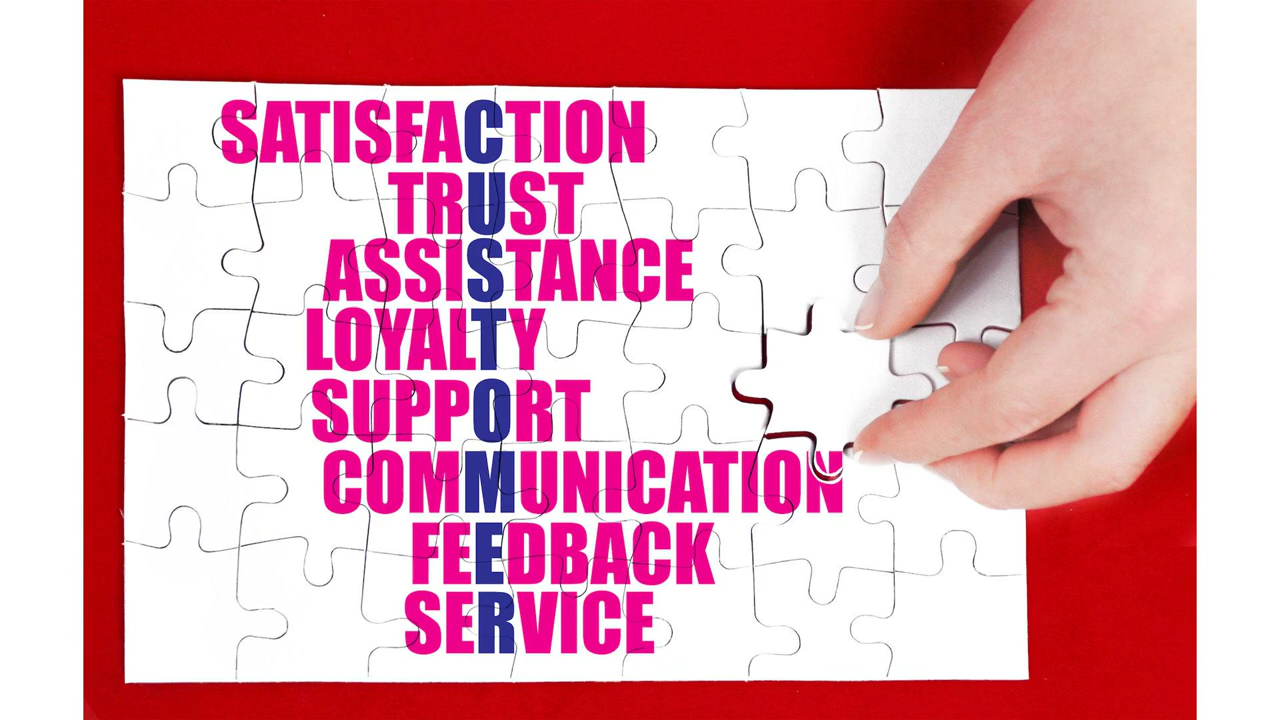 SATISFACTION
TRUST
ASSISTANCE
LOYALTY
SUPPORT
COMMUNICATION
FEEDBACK
SERVICE